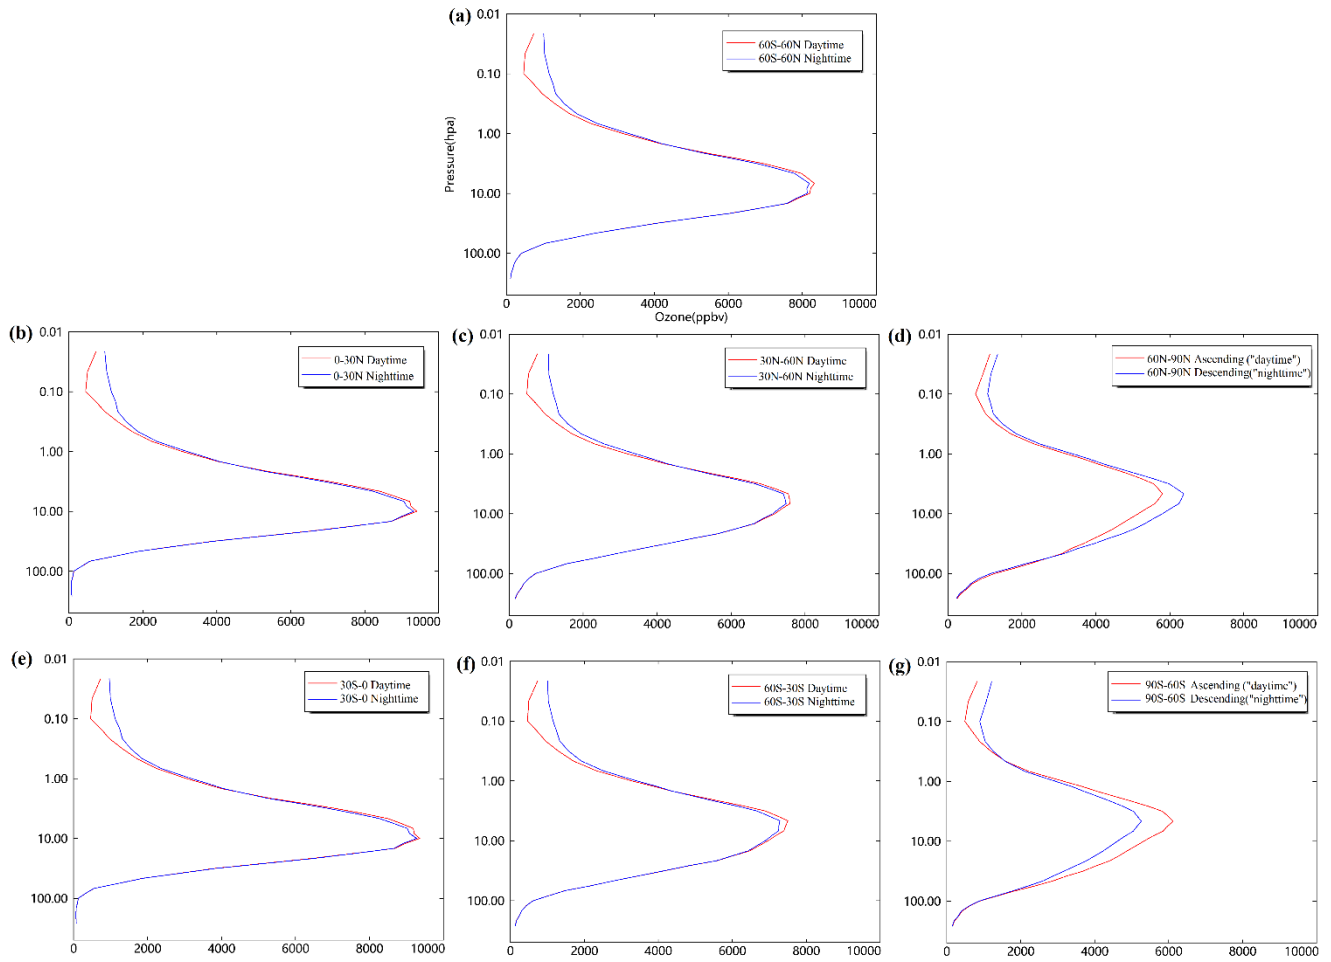 (a)
0.01
0.10
1.00
10.00
100.00
Pressure(hpa)
60S-60N Daytime
60S-60N Nighttime
0 2000 4000 6000 8000 10000
Ozone(ppbv)
(b)
0.01
0.10
1.00
10.00
100.00
0-30N Daytime
0-30N Nighttime
0 2000 4000 6000 8000 10000
(c)
0.01
0.10
1.00
10.00
100.00
30N-60N Daytime
30N-60N Nighttime
0 2000 4000 6000 8000 10000
(d)
0.01
0.10
1.00
10.00
100.00
60N-90N Ascending ("daytime")
60N-90N Descending("nighttime")
0 2000 4000 6000 8000 10000
(e)
0.01
0.10
1.00
10.00
100.00
30S-0 Daytime
30S-0 Nighttime
0 2000 4000 6000 8000 10000
(f)
0.01
0.10
1.00
10.00
100.00
60S-30S Daytime
60S-30S Nighttime
0 2000 4000 6000 8000 10000
(g)
0.01
0.10
1.00
10.00
100.00
90S-60S Ascending ("daytime")
90S-60S Descending("nighttime")
0 2000 4000 6000 8000 10000